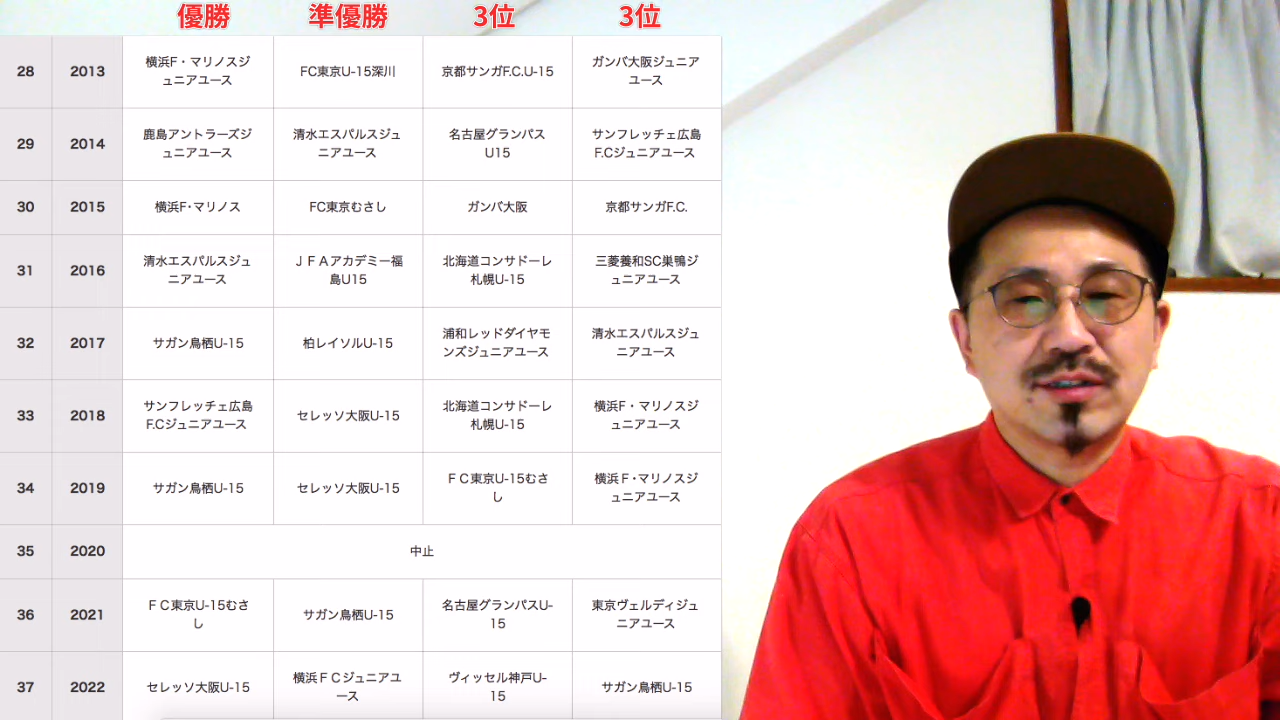 優勝 準優勝 3位 3位
28 2013 横浜F・マリノスジ
ュニアユース FC東京U-15深川 京都サンガF.C.U-15 ガンバ大阪ジュニア
ユース
29 2014 鹿島アントラーズジ
ュニアユース 清水エスパルスジュ
ニアユース 名古屋グランパス
U15 サンフレッチェ広島
F.Cジュニアユース
30 2015 横浜F･マリノス FC東京むさし ガンバ大阪 京都サンガF.C.
31 2016 清水エスパルスジュ
ニアユース ＪＦＡアカデミー福
島U15 北海道コンサドーレ
札幌U-15 三菱養和SC巣鴨ジ
ュニアユース
32 2017 サガン鳥栖U-15 柏レイソルU-15 浦和レッドダイヤモ
ンズジュニアユース 清水エスパルスジュ
ニアユース
33 2018 サンフレッチェ広島
F.Cジュニアユース セレッソ大阪U-15 北海道コンサドーレ
札幌U-15 横浜F・マリノスジ
ュニアユース
34 2019 サガン鳥栖U-15 セレッソ大阪U-15 ＦＣ東京U-15むさ
し 横浜Ｆ･マリノスジ
ュニアユース
35 2020 中止
36 2021 ＦＣ東京U-15むさ
し サガン鳥栖U-15 名古屋グランパスU-
15 東京ヴェルディジュ
ニアユース
37 2022 セレッソ大阪U-15 横浜ＦＣジュニアユ
ース ヴィッセル神戸U-
15 サガン鳥栖U-15